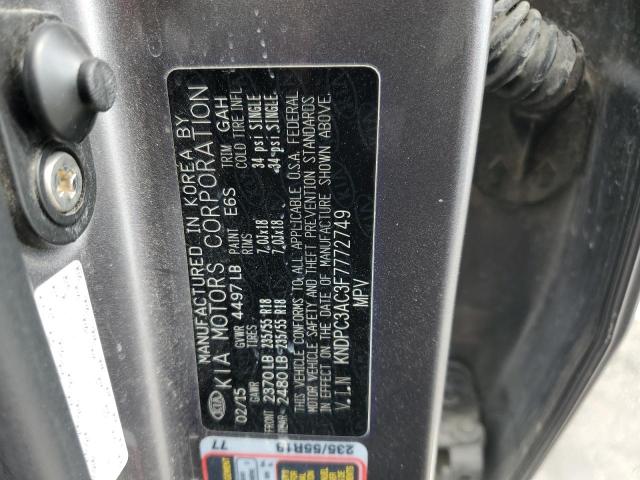 MANUFACTURED IN KOREA BY
KIA KIA MOTORS CORPORATION
02/15 GVWR 4497LB PAINT E6S TRIM GAH
GAWR TIRES RIMS COLD TIRE INFL
FRONT 2370LB 235/55 R18 7.0JX18 34 psi SINGLE
REAR 2480LB 235/55 R18 7.0JX18 34 psi SINGLE
THIS VEHICLE CONFORMS TO ALL APPLICABLE U.S.A. FEDERAL
MOTOR VEHICLE SAFETY AND THEFT PREVENTION STANDARDS
IN EFFECT ON THE DATE OF MANUFACTURE SHOWN ABOVE.
V.I.N KNDPC3AC3F7772749
MPV
235/55R19
77